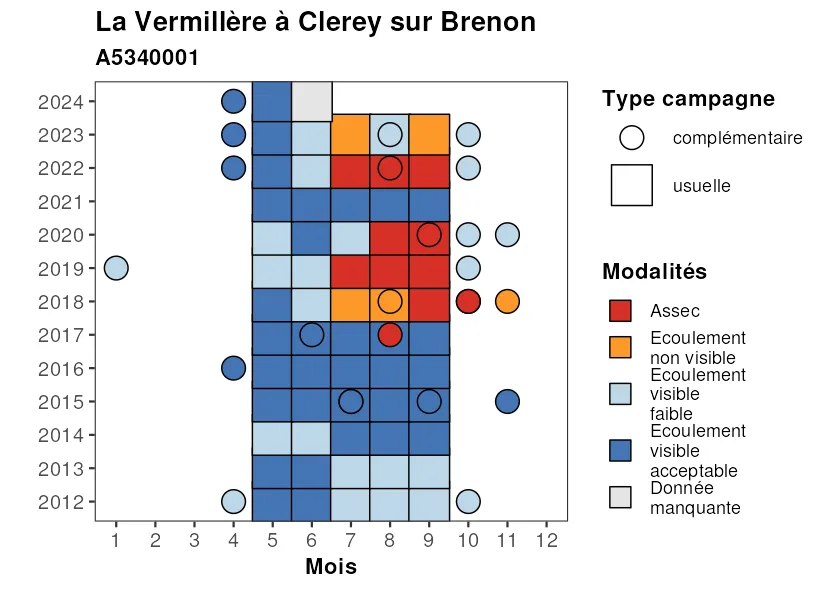 La Vermillère à Clerey sur Brenon
A5340001
2024
2023
2022
2021
2020
2019
2018
2017
2016
2015
2014
2013
2012
1 2 3 4 5 6 7 8 9 10 11 12
Mois
Type campagne
complémentaire
usuelle
Modalités
Assec
Ecoulement
non visible
Ecoulement
visible
faible
Ecoulement
visible
acceptable
Donnée
manquante